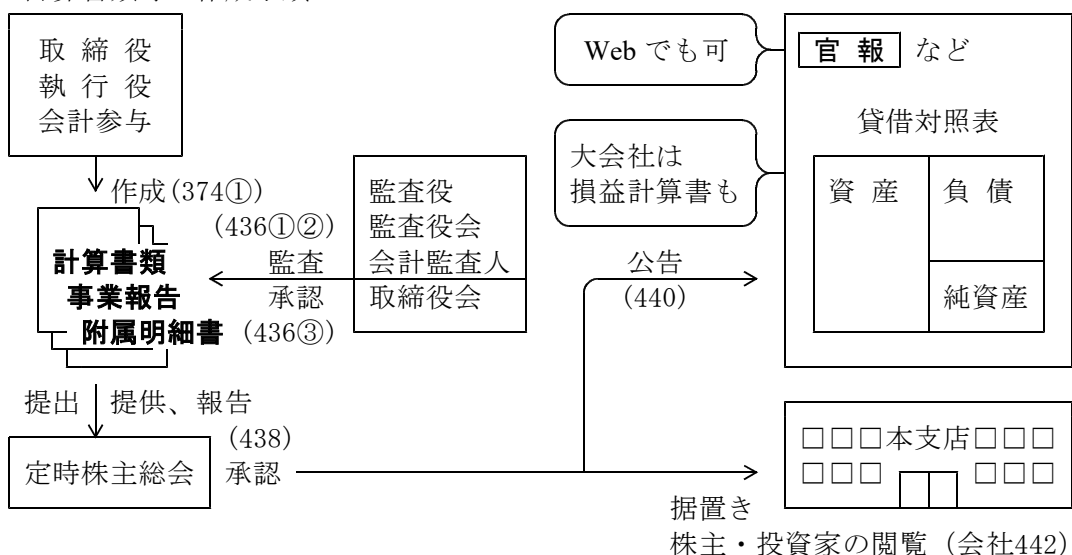 取 締 役
執 行 役
会計参与
作成(374①)
(436①②)
監査
承認
(436③)
監査役
監査役会
会計監査人
取締役会
計算書類
事業報告
附属明細書
提出
提供、報告
定時株主総会
(438)
承認
公告
(440)
Web でも可
大会社は
損益計算書も
官 報 など
貸借対照表
資 産
負 債
純資産
□□□本支店□□□
□□□ □□□
据置き
株主・投資家の閲覧（会社442）